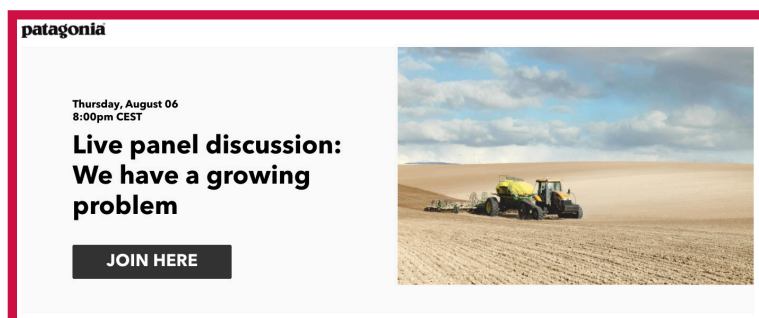 patagonia
Thursday, August 06
8:00pm CEST
Live panel discussion:
We have a growing
problem
JOIN HERE